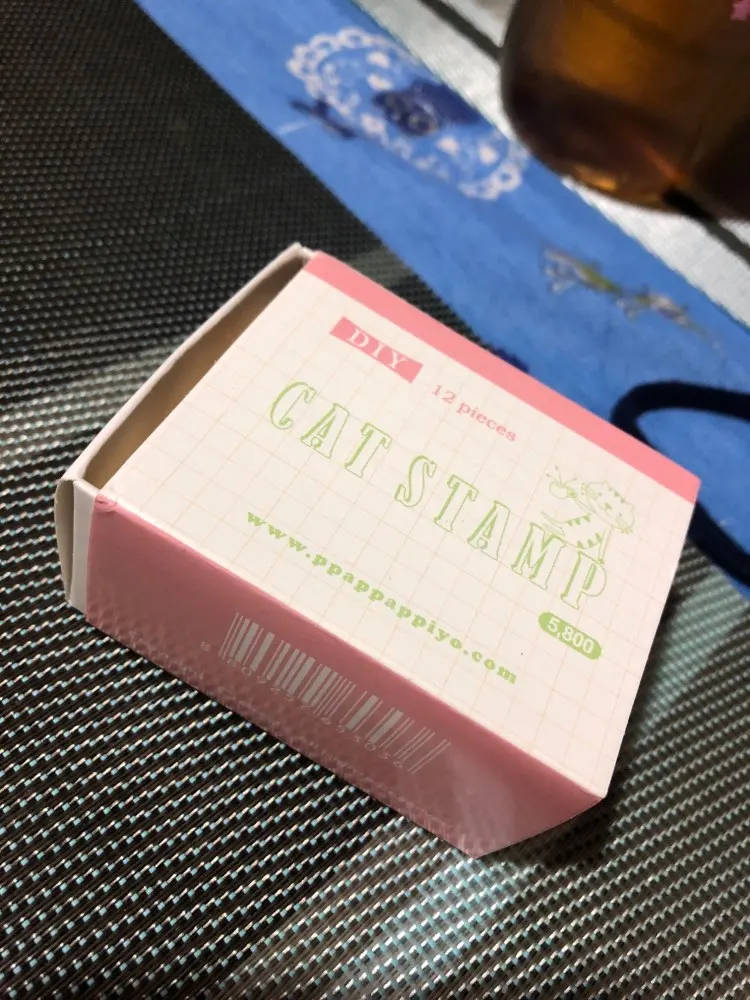 DIY
12 pieces
CAT STAMP
www.ppappappiyo.com
5,800